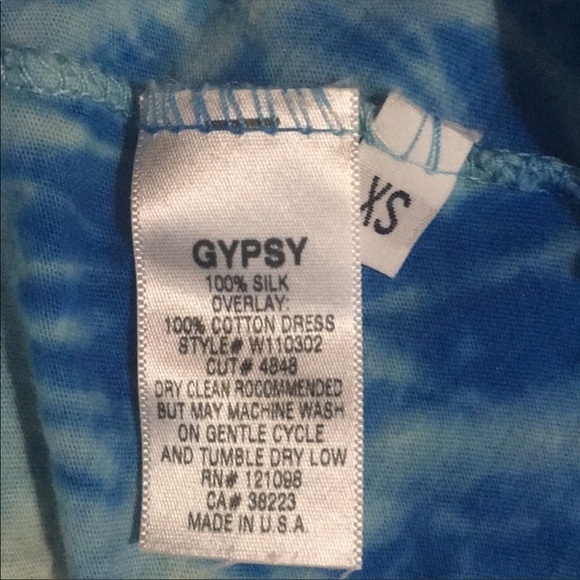 GYPSY
100% SILK
OVERLAY:
100% COTTON DRESS
STYLE# W110302
CUT# 4848
DRY CLEAN ROCOMMENDED
BUT MAY MACHINE WASH
ON GENTLE CYCLE
AND TUMBLE DRY LOW
RN# 121098
CA# 38223
MADE IN U.S.A.
XS